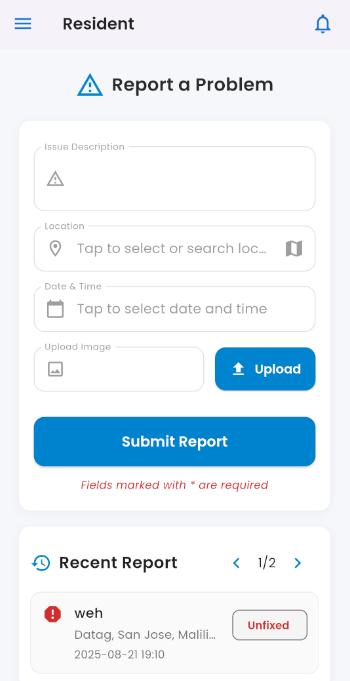 Resident
Report a Problem
Issue Description
Location
Tap to select or search loc...
Date & Time
Tap to select date and time
Upload Image
Upload
Submit Report
Fields marked with * are required
Recent Report
1/2
weh
Unfixed
Datag, San Jose, Malili...
2025-08-21 19:10